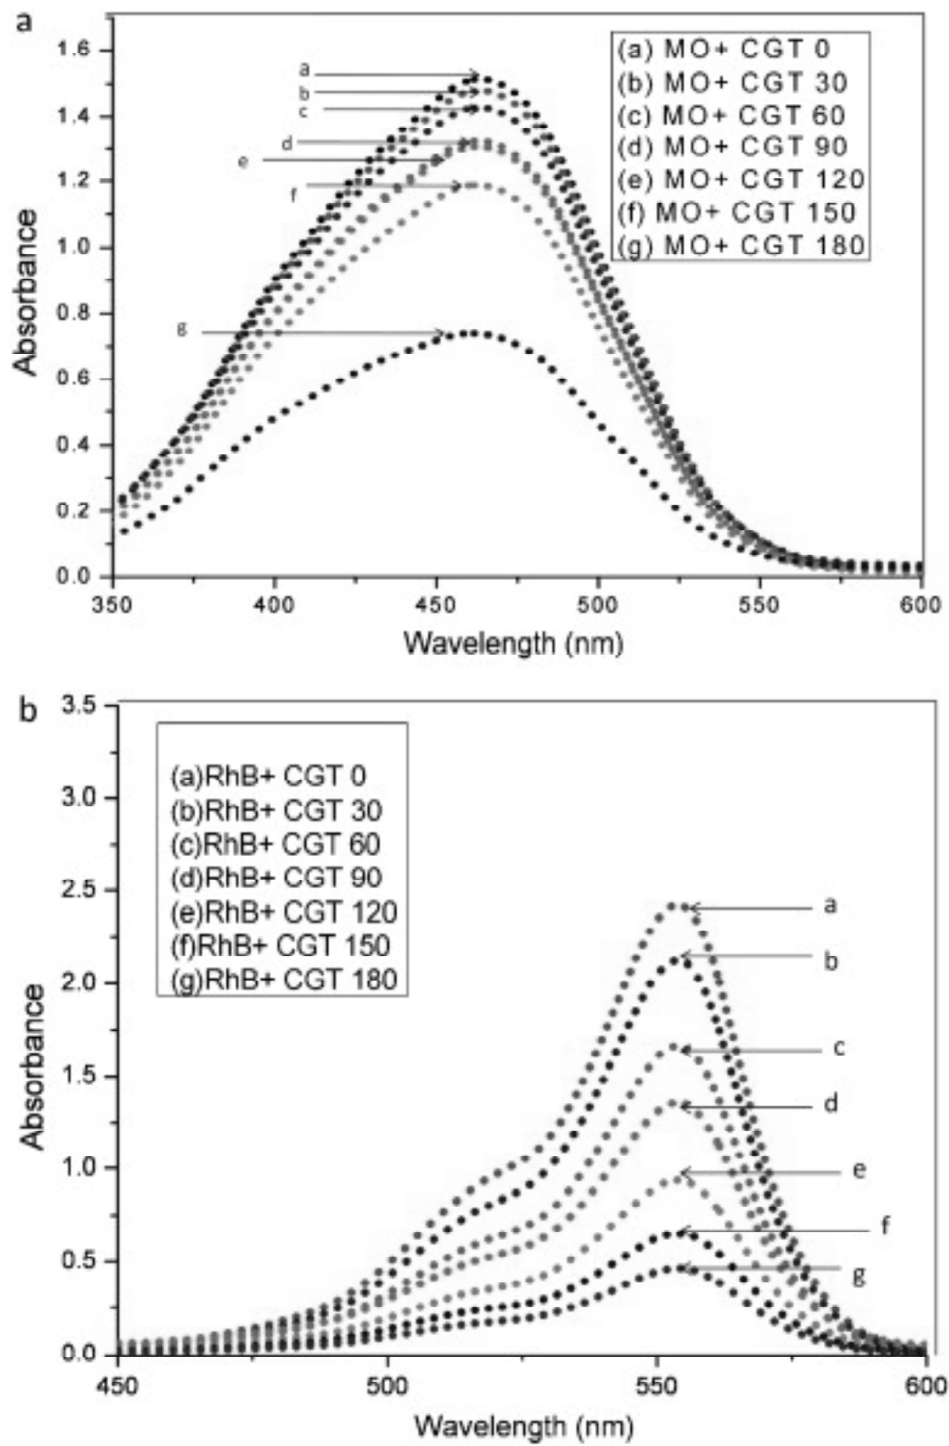 a
1.6
1.4
1.2
1.0
0.8
0.6
0.4
0.2
0.0
Absorbance
a
b
c
d
e
f
g
(a) MO+ CGT 0
(b) MO+ CGT 30
(c) MO+ CGT 60
(d) MO+ CGT 90
(e) MO+ CGT 120
(f) MO+ CGT 150
(g) MO+ CGT 180
350 400 450 500 550 600
Wavelength (nm)
b
3.5
3.0
2.5
2.0
1.5
1.0
0.5
0.0
Absorbance
(a)RhB+ CGT 0
(b)RhB+ CGT 30
(c)RhB+ CGT 60
(d)RhB+ CGT 90
(e)RhB+ CGT 120
(f)RhB+ CGT 150
(g)RhB+ CGT 180
a
b
c
d
e
f
g
450 500 550 600
Wavelength (nm)